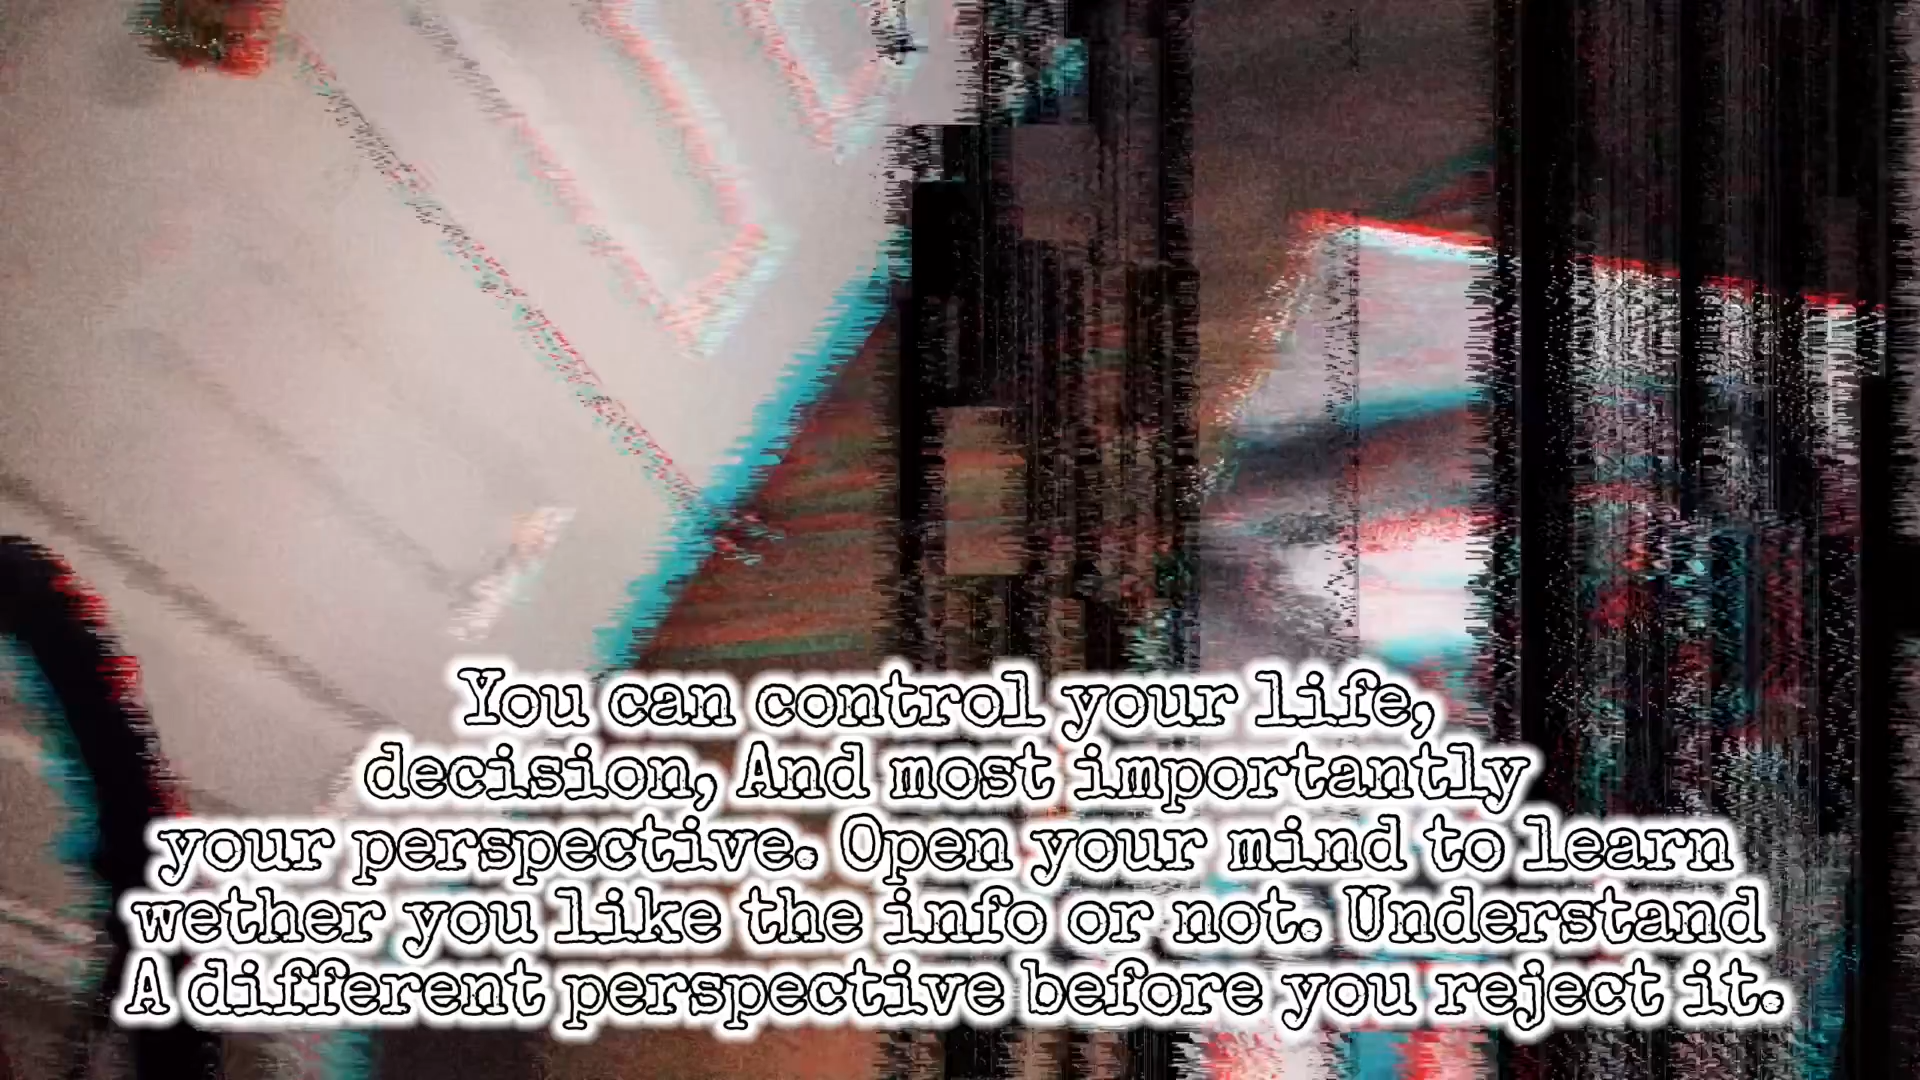 You can control your life,
decision, And most importantly
your perspective. Open your mind to learn
wether you like the info or not. Understand
A different perspective before you reject it.